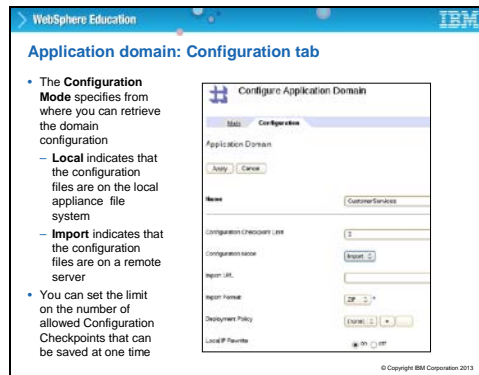 WebSphere Education
IBM
Application domain: Configuration tab
• The Configuration
Mode specifies from
where you can retrieve
the domain
configuration
– Local indicates that
the configuration
files are on the local
appliance file
system
– Import indicates that
the configuration
files are on a remote
server
• You can set the limit
on the number of
allowed Configuration
Checkpoints that can
be saved at one time
Configure Application Domain
Main Configuration
Application Domain
Apply Cancel
Name CustomerServices
Configuration Checkpoint Limit 3
Configuration Mode Import
Import URL
Import Format ZIP *
Deployment Policy (none) +
Local IP Rewrite on off
© Copyright IBM Corporation 2013